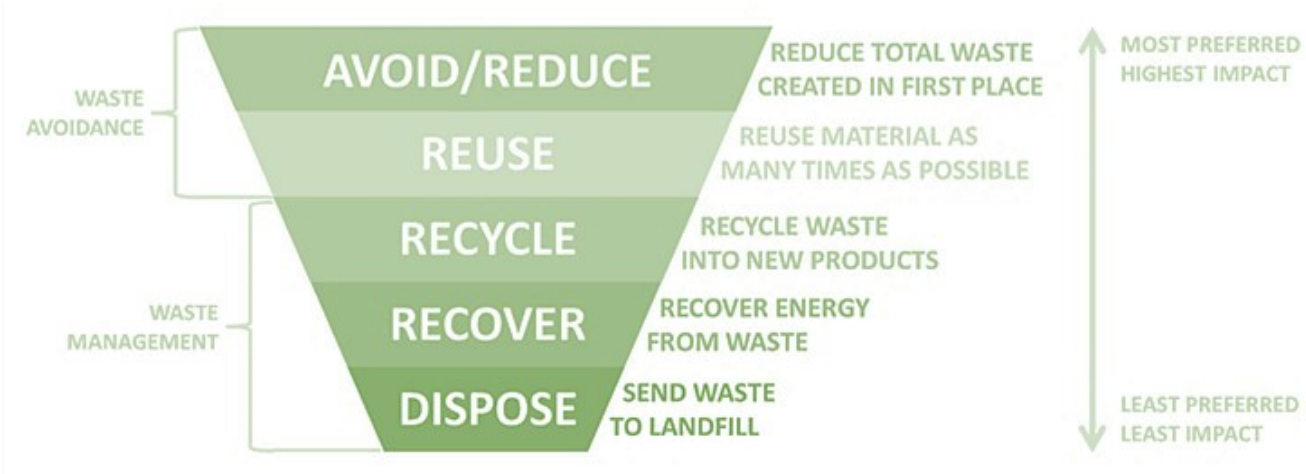 AVOID/REDUCE
REDUCE TOTAL WASTE
CREATED IN FIRST PLACE
MOST PREFERRED
HIGHEST IMPACT
WASTE
AVOIDANCE
REUSE
REUSE MATERIAL AS
MANY TIMES AS POSSIBLE
RECYCLE
RECYCLE WASTE
INTO NEW PRODUCTS
WASTE
MANAGEMENT
RECOVER
RECOVER ENERGY
FROM WASTE
DISPOSE
SEND WASTE
TO LANDFILL
LEAST PREFERRED
LEAST IMPACT